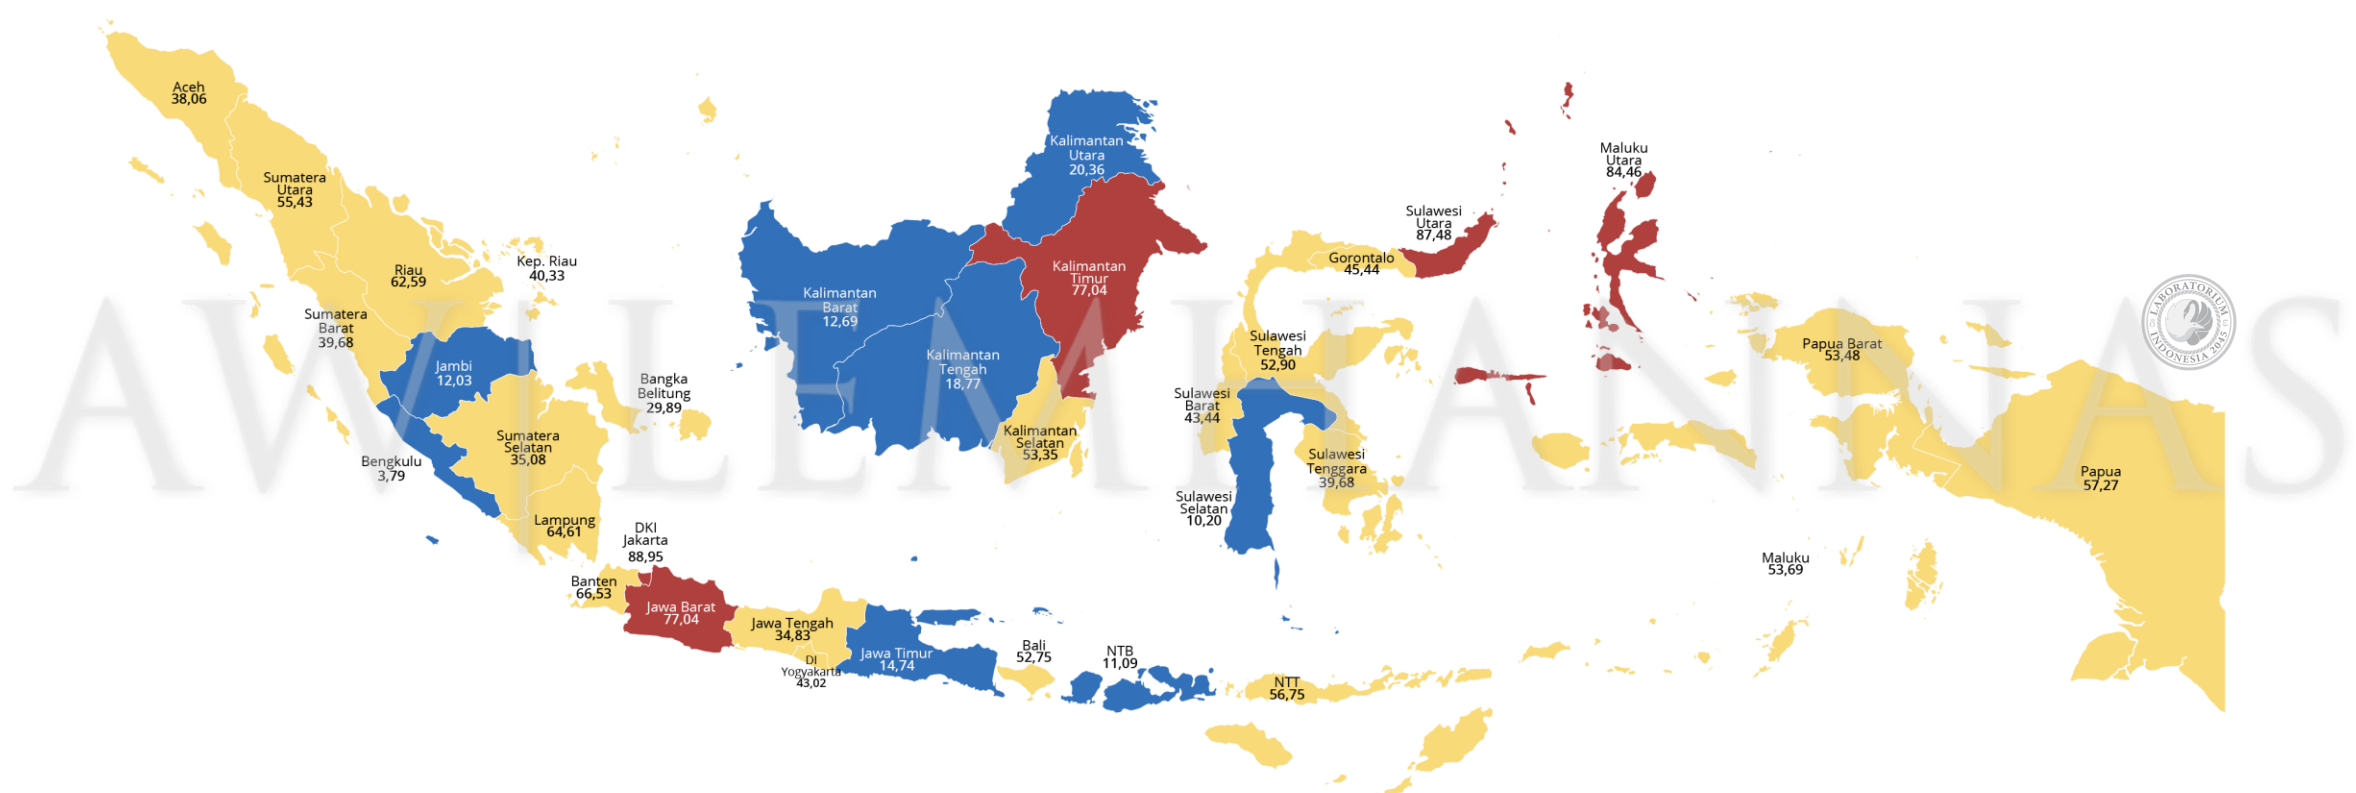 Aceh
38,06
Sumatera
Utara
55,43
Riau
62,59
Kep. Riau
40,33
Sumatera
Barat
39,68
Jambi
12,03
Bengkulu
3,79
Sumatera
Selatan
35,08
Bangka
Belitung
29,89
Lampung
64,61
DKI
Jakarta
88,95
Banten
66,53
Jawa Barat
77,04
Jawa Tengah
34,83
DI
Yogyakarta
43,02
Jawa Timur
14,74
Bali
52,75
NTB
11,09
NTT
56,75
Kalimantan
Barat
12,69
Kalimantan
Tengah
18,77
Kalimantan
Selatan
53,35
Kalimantan
Timur
77,04
Kalimantan
Utara
20,36
Sulawesi
Utara
87,48
Gorontalo
45,44
Sulawesi
Tengah
52,90
Sulawesi
Barat
43,44
Sulawesi
Selatan
10,20
Sulawesi
Tenggara
39,68
Maluku
Utara
84,46
Maluku
53,69
Papua Barat
53,48
Papua
57,27
LABORATORIUM
INDONESIA 2045
AW|LEMHANNAS